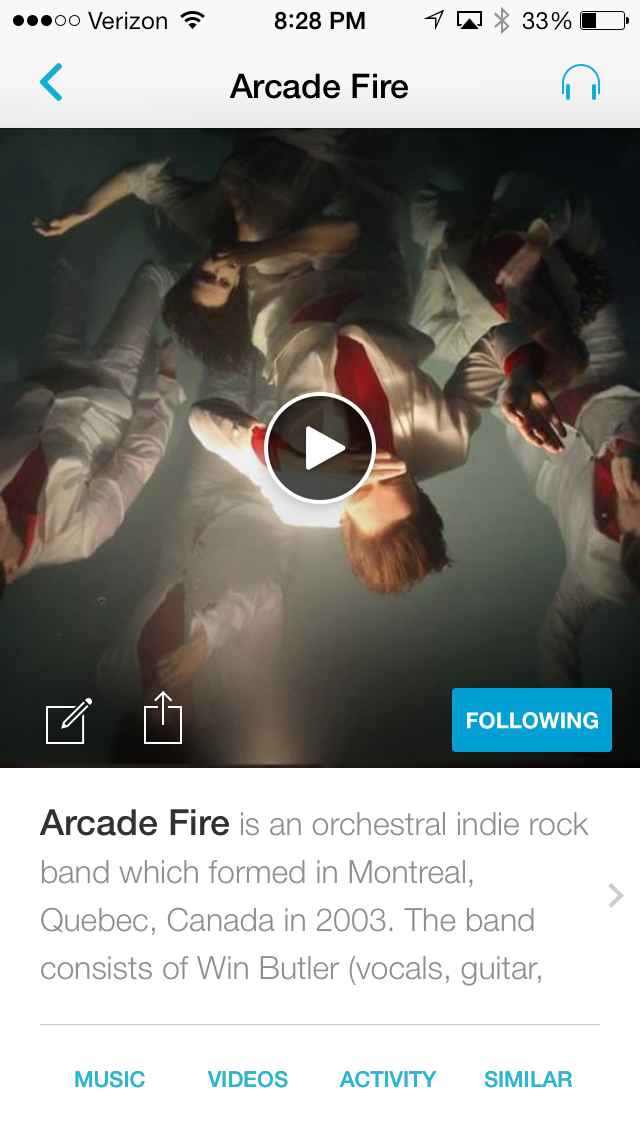 Verizon 8:28 PM 33%
Arcade Fire
FOLLOWING
Arcade Fire is an orchestral indie rock
band which formed in Montreal,
Quebec, Canada in 2003. The band
consists of Win Butler (vocals, guitar,
MUSIC VIDEOS ACTIVITY SIMILAR